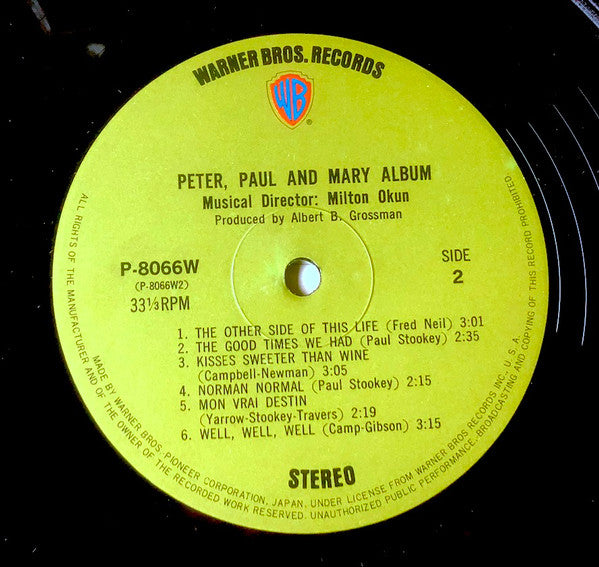 WARNER BROS. RECORDS
WB
®
PETER, PAUL AND MARY ALBUM
Musical Director: Milton Okun
Produced by Albert B. Grossman
P-8066W
(P-8066W2)
33⅓RPM
SIDE
2
1. THE OTHER SIDE OF THIS LIFE (Fred Neil) 3:01
2. THE GOOD TIMES WE HAD (Paul Stookey) 2:35
3. KISSES SWEETER THAN WINE
(Campbell-Newman) 3:05
4. NORMAN NORMAL (Paul Stookey) 2:15
5. MON VRAI DESTIN
(Yarrow-Stookey-Travers) 2:19
6. WELL, WELL, WELL (Camp-Gibson) 3:15
STEREO
MADE BY WARNER BROS.-PIONEER CORPORATION, JAPAN, UNDER LICENSE FROM WARNER BROS RECORDS INC., U.S.A.
ALL RIGHTS OF THE MANUFACTURER AND OF THE OWNER OF THE RECORDED WORK RESERVED. UNAUTHORIZED PUBLIC PERFORMANCE, BROADCASTING AND COPYING OF THIS RECORD PROHIBITED